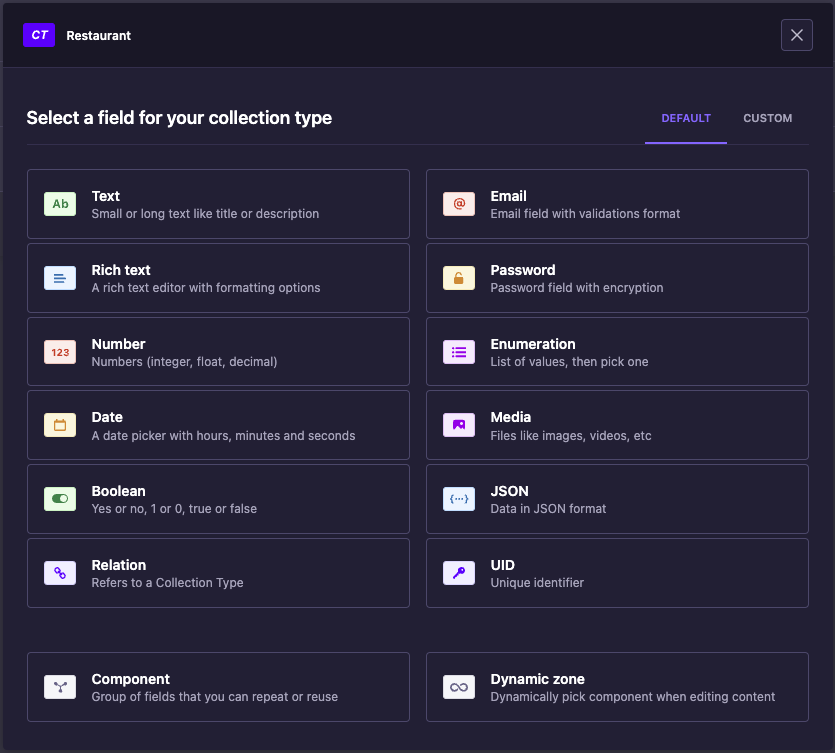 CT Restaurant
Select a field for your collection type
DEFAULT CUSTOM
Ab Text
Small or long text like title or description
@ Email
Email field with validations format
Rich text
A rich text editor with formatting options
Password
Password field with encryption
123 Number
Numbers (integer, float, decimal)
Enumeration
List of values, then pick one
Date
A date picker with hours, minutes and seconds
Media
Files like images, videos, etc
Boolean
Yes or no, 1 or 0, true or false
{···} JSON
Data in JSON format
Relation
Refers to a Collection Type
UID
Unique identifier
Component
Group of fields that you can repeat or reuse
Dynamic zone
Dynamically pick component when editing content